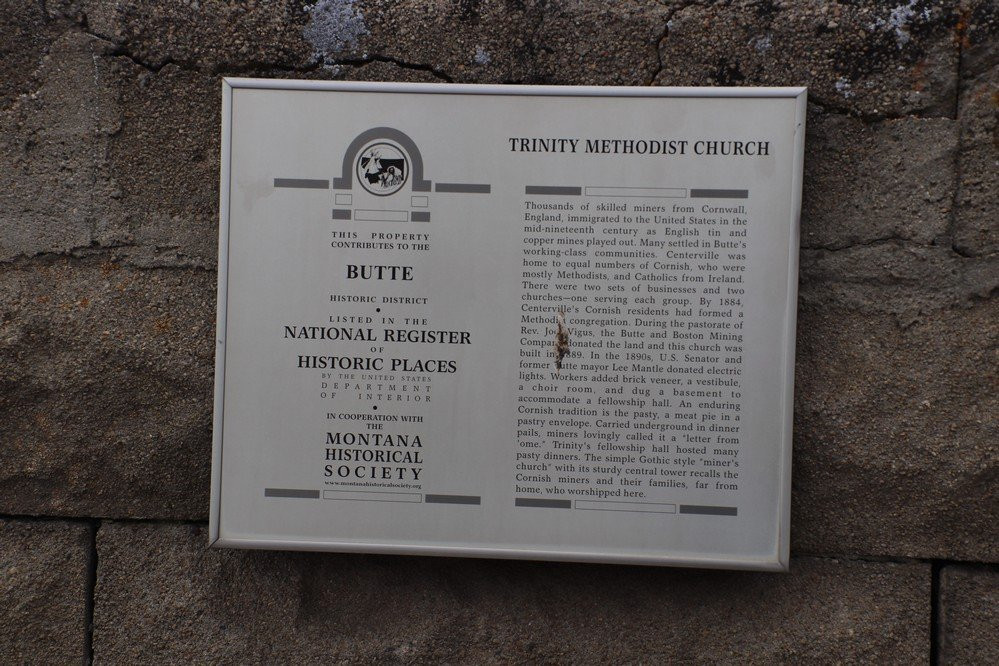 THIS PROPERTY
CONTRIBUTES TO THE
BUTTE
HISTORIC DISTRICT
LISTED IN THE
NATIONAL REGISTER
OF
HISTORIC PLACES
BY THE UNITED STATES
DEPARTMENT
OF INTERIOR
IN COOPERATION WITH
THE
MONTANA
HISTORICAL
SOCIETY
www.montanahistoricalsociety.org
TRINITY METHODIST CHURCH
Thousands of skilled miners from Cornwall,
England, immigrated to the United States in the
mid-nineteenth century as English tin and
copper mines played out. Many settled in Butte's
working-class communities. Centerville was
home to equal numbers of Cornish, who were
mostly Methodists, and Catholics from Ireland.
There were two sets of businesses and two
churches—one serving each group. By 1884,
Centerville's Cornish residents had formed a
Methodist congregation. During the pastorate of
Rev. Vigus, the Butte and Boston Mining
Company donated the land and this church was
built in In the 1890s, U.S. Senator and
former Butte mayor Lee Mantle donated electric
lights. Workers added brick veneer, a vestibule,
a choir room, and dug a basement to
accommodate a fellowship hall. An enduring
Cornish tradition is the pasty, a meat pie in a
pastry envelope. Carried underground in dinner
pails, miners lovingly called it a "letter from
'ome." Trinity's fellowship hall hosted many
pasty dinners. The simple Gothic style "miner's
church" with its sturdy central tower recalls the
Cornish miners and their families, far from
home, who worshipped here.